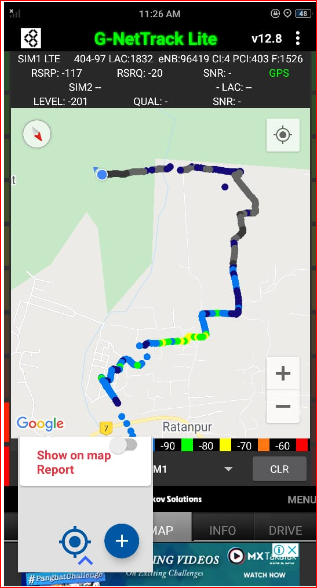 11:26 AM 48
G-NetTrack Lite v12.8
SIM1 LTE 404-97 LAC:1832 eNB:96419 CI:4 PCI:403 F:1526
RSRP: -117 RSRQ: -20 SNR: - GPS
SIM2 -- - LAC: --
LEVEL: -201 QUAL: - SNR: -
t
7
Google
Ratanpur
-90 -80 -70 -60
Show on map
Report
M1 CLR
kov Solutions MENU
MAP INFO DRIVE
ING VIDEOS MX TakaTak
#PanghatChallenge On Exciting Challenges WATCH NOW